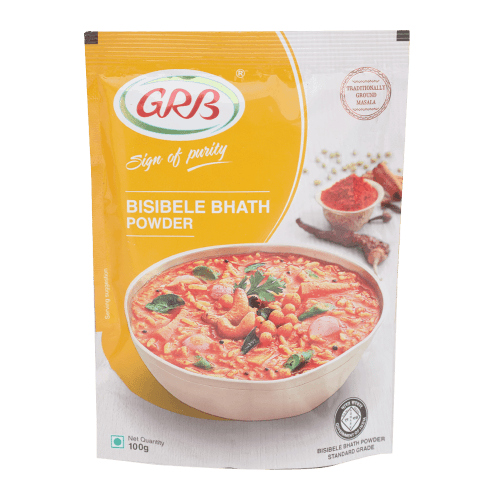 GRB
®
Sign of purity
TRADITIONALLY
GROUND
MASALA
BISIBELE BHATH
POWDER
Serving suggestion
Net Quantity
100g
BISIBELE BHATH POWDER
STANDARD GRADE